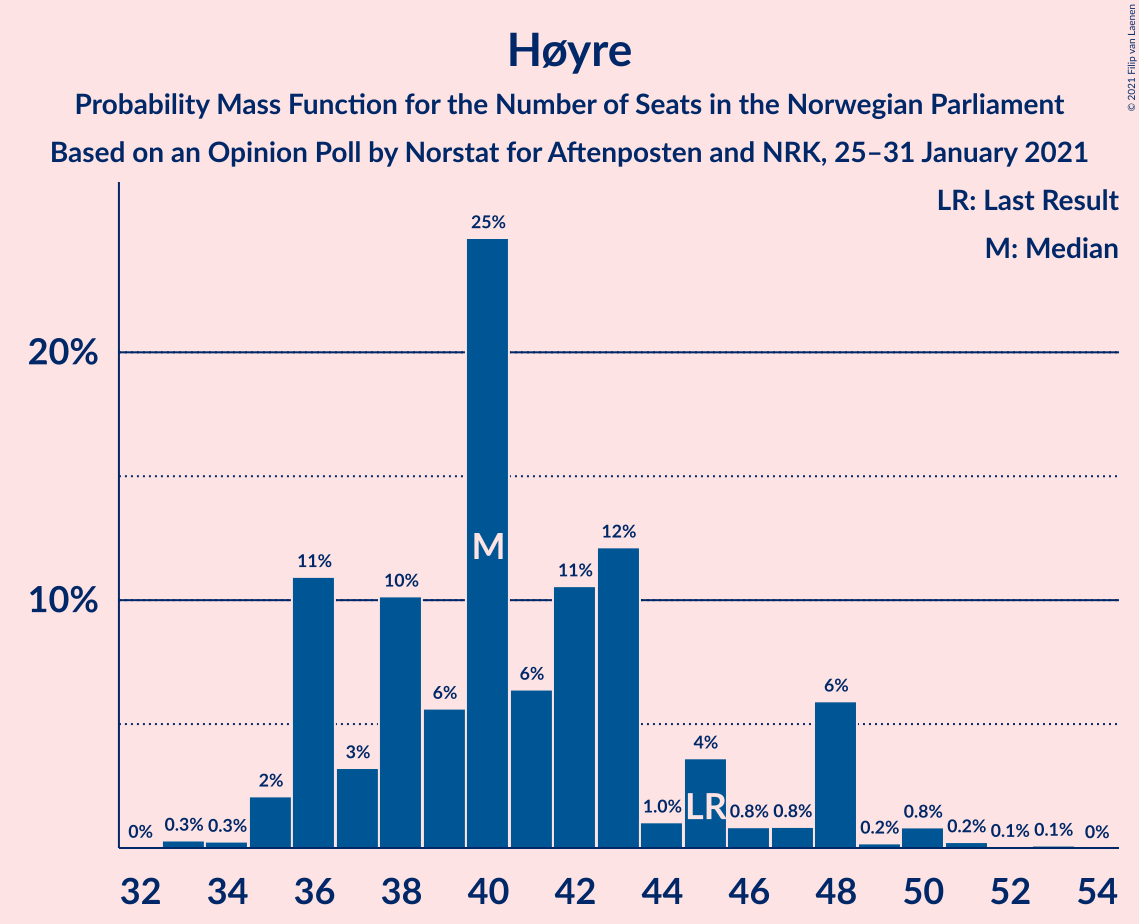 Høyre
Probability Mass Function for the Number of Seats in the Norwegian Parliament
Based on an Opinion Poll by Norstat for Aftenposten and NRK, 25–31 January 2021
© 2021 Filip van Laenen
LR: Last Result
M: Median
20%
10%
0%
0.3%
0.3%
2%
11%
3%
10%
6%
25%
M
6%
11%
12%
1.0%
4%
LR
0.8%
0.8%
6%
0.2%
0.8%
0.2%
0.1%
0.1%
0%
32 34 36 38 40 42 44 46 48 50 52 54